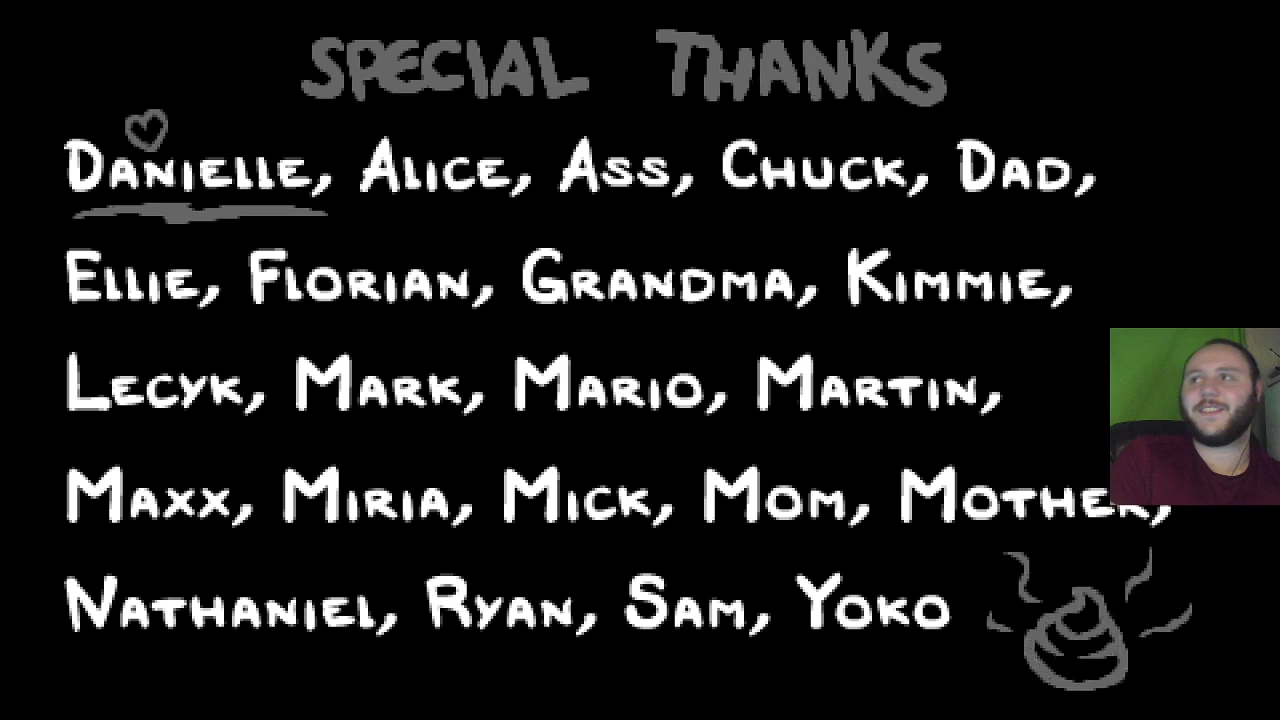 SPECIAL THANKS
DANIELLE, ALICE, ASS, CHUCK, DAD,
ELLIE, FLORIAN, GRANDMA, KIMMIE,
LECYK, MARK, MARIO, MARTIN,
MAXX, MIRIA, MICK, MOM, MOTHER,
NATHANIEL, RYAN, SAM, YOKO